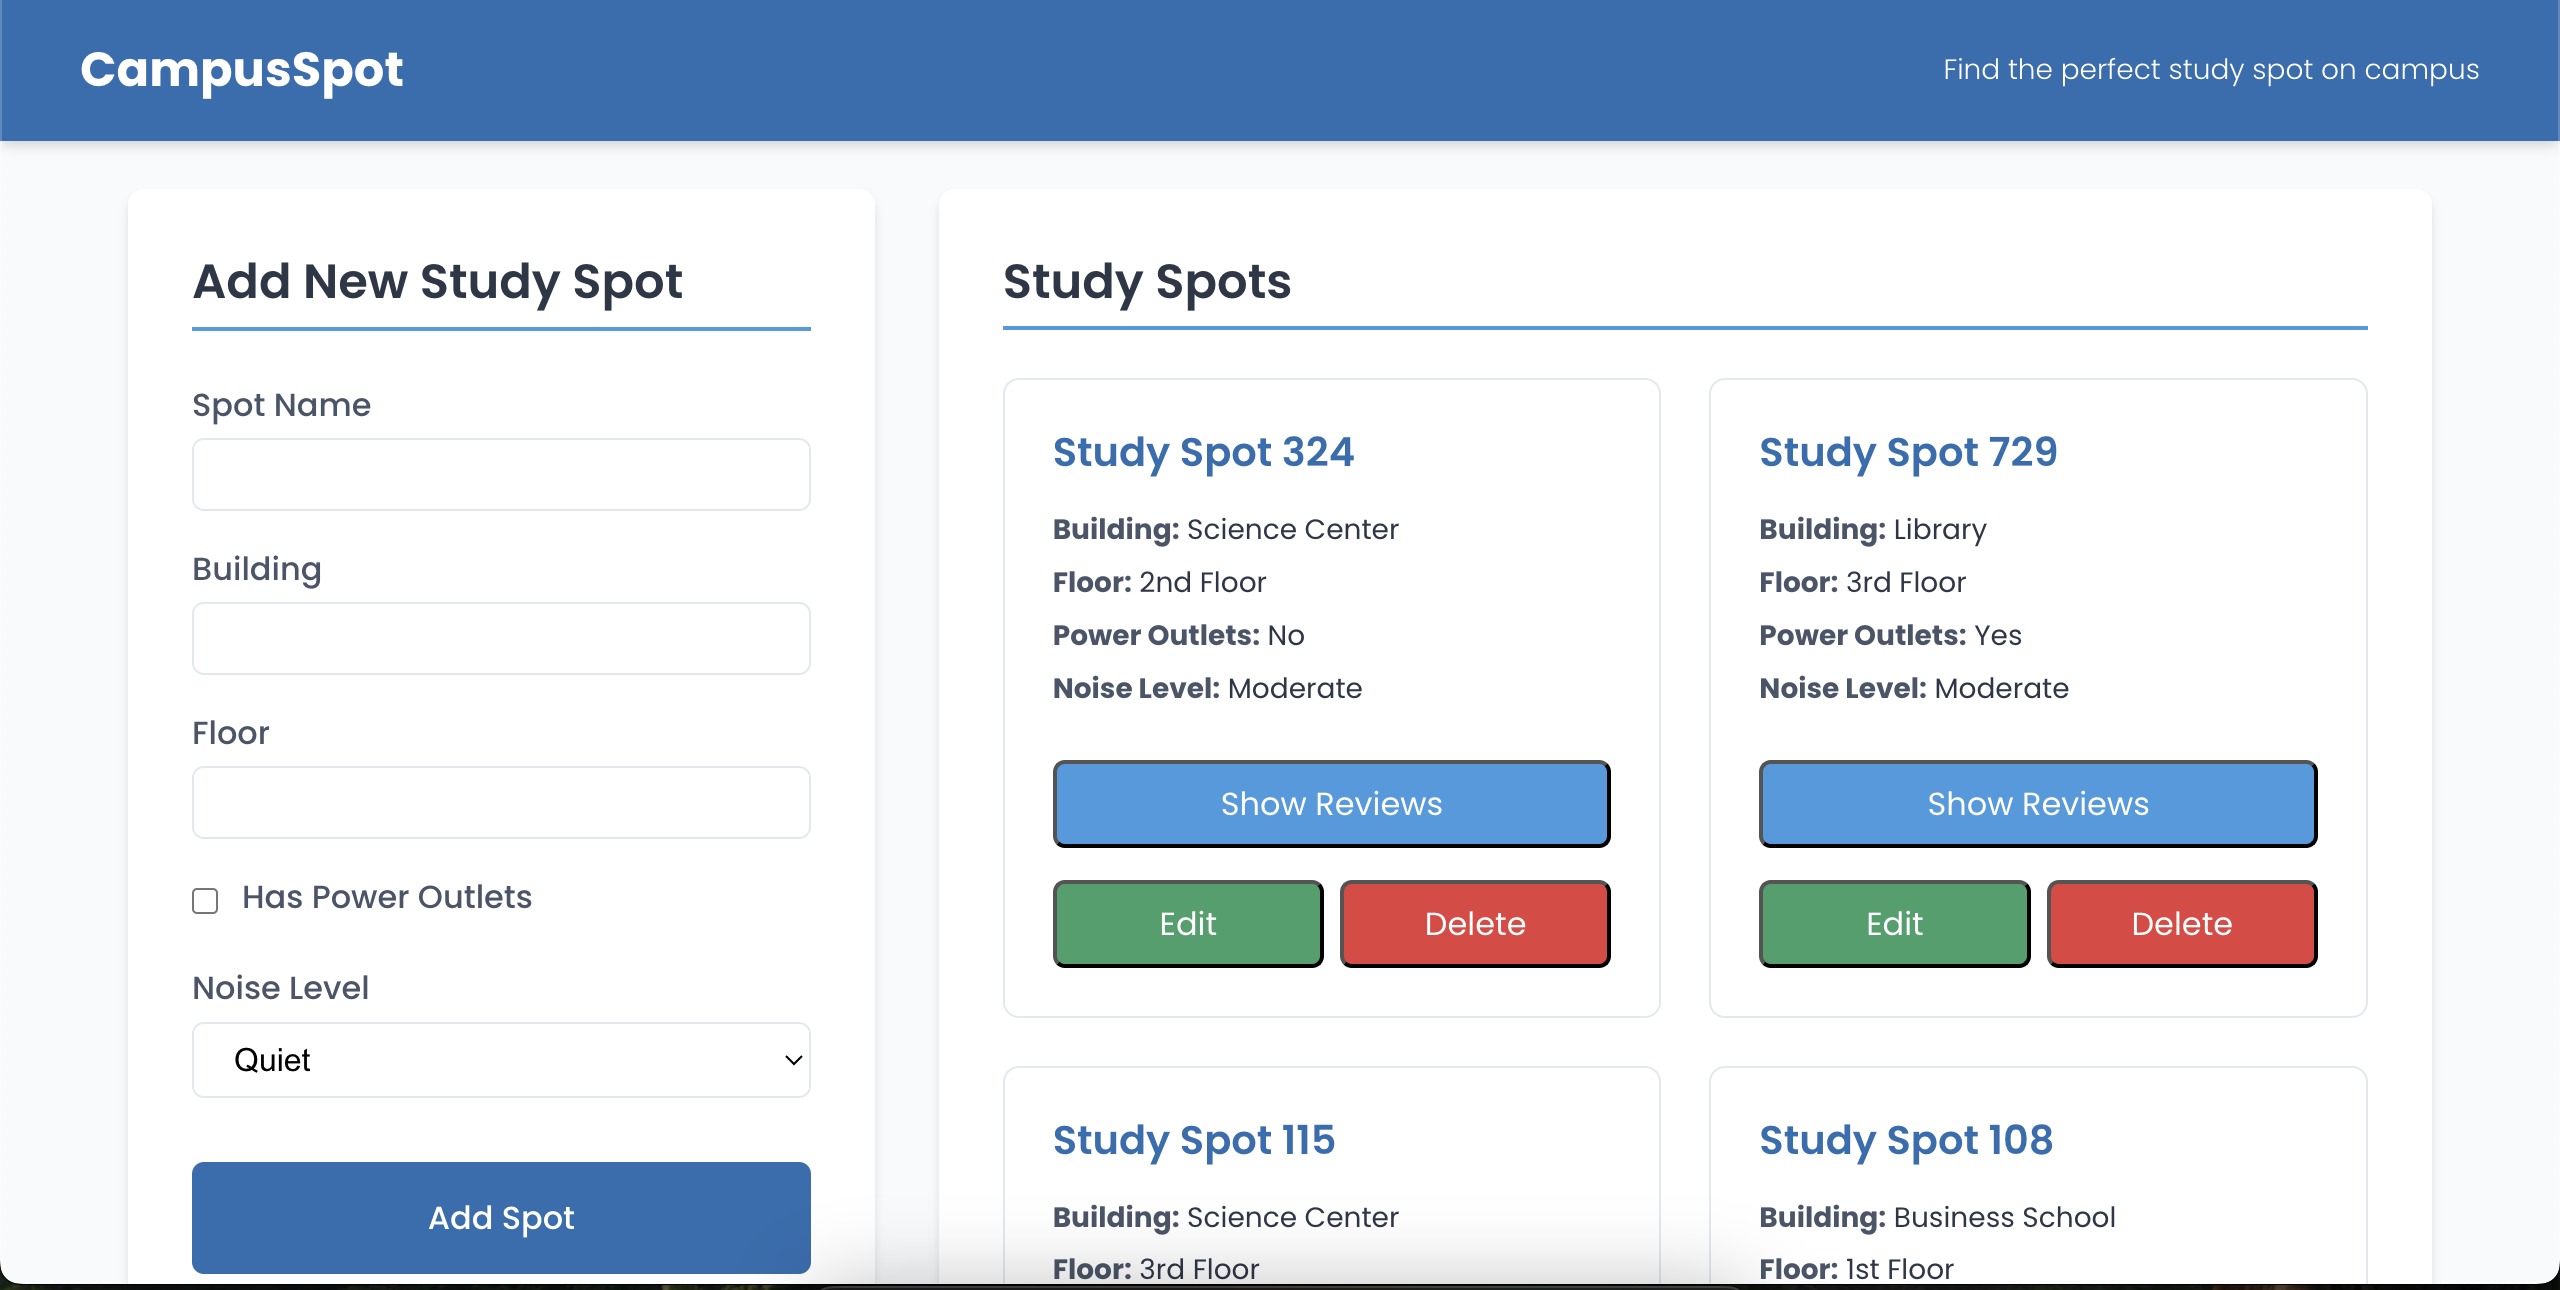 CampusSpot
Find the perfect study spot on campus
Add New Study Spot
Spot Name
Building
Floor
Has Power Outlets
Noise Level
Quiet
Add Spot
Study Spots
Study Spot 324
Building: Science Center
Floor: 2nd Floor
Power Outlets: No
Noise Level: Moderate
Show Reviews
Edit
Delete
Study Spot 729
Building: Library
Floor: 3rd Floor
Power Outlets: Yes
Noise Level: Moderate
Show Reviews
Edit
Delete
Study Spot 115
Building: Science Center
Floor: 3rd Floor
Study Spot 108
Building: Business School
Floor: 1st Floor